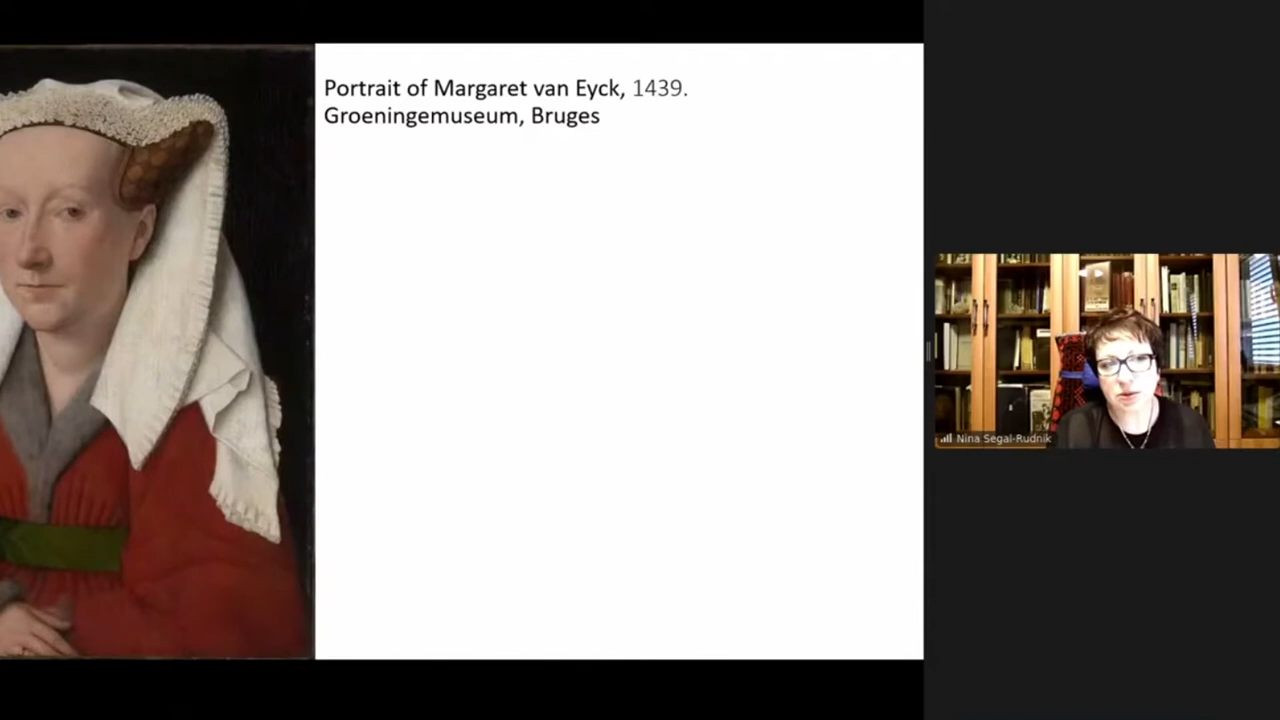 Portrait of Margaret van Eyck, 1439.
Groeningemuseum, Bruges
Nina Segal-Rudnik